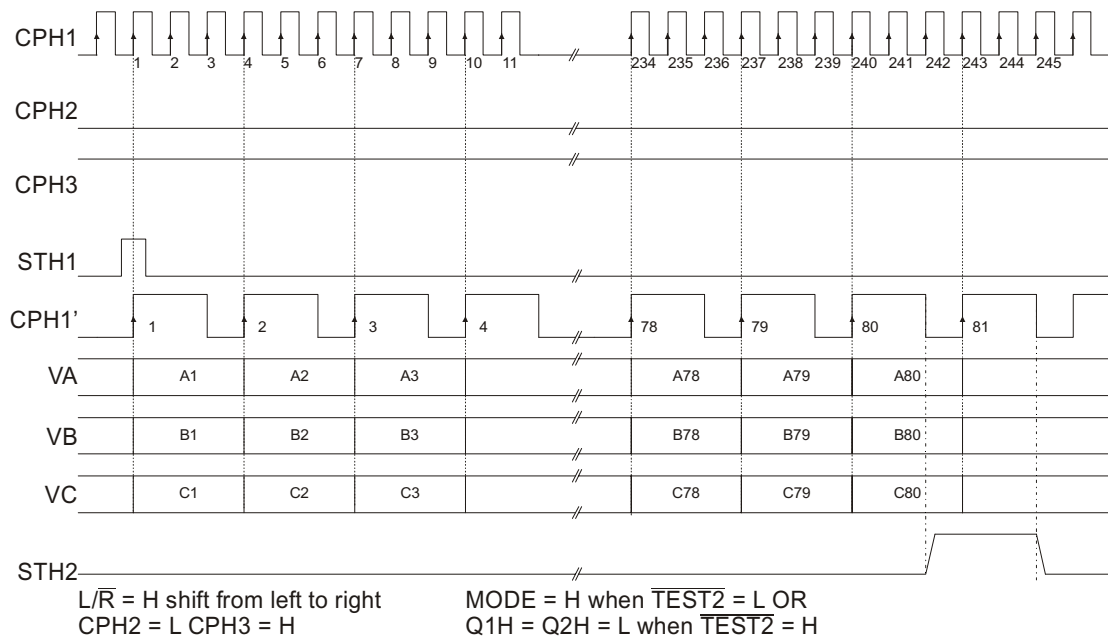 CPH1
1 2 3 4 5 6 7 8 9 10 11 234 235 236 237 238 239 240 241 242 243 244 245
CPH2
CPH3
STH1
CPH1’ 1 2 3 4 78 79 80 81
VA A1 A2 A3 A78 A79 A80
VB B1 B2 B3 B78 B79 B80
VC C1 C2 C3 C78 C79 C80
STH2
L/R̅ = H shift from left to right MODE = H when T̅E̅S̅T̅2̅ = L OR
CPH2 = L CPH3 = H Q1H = Q2H = L when T̅E̅S̅T̅2̅ = H